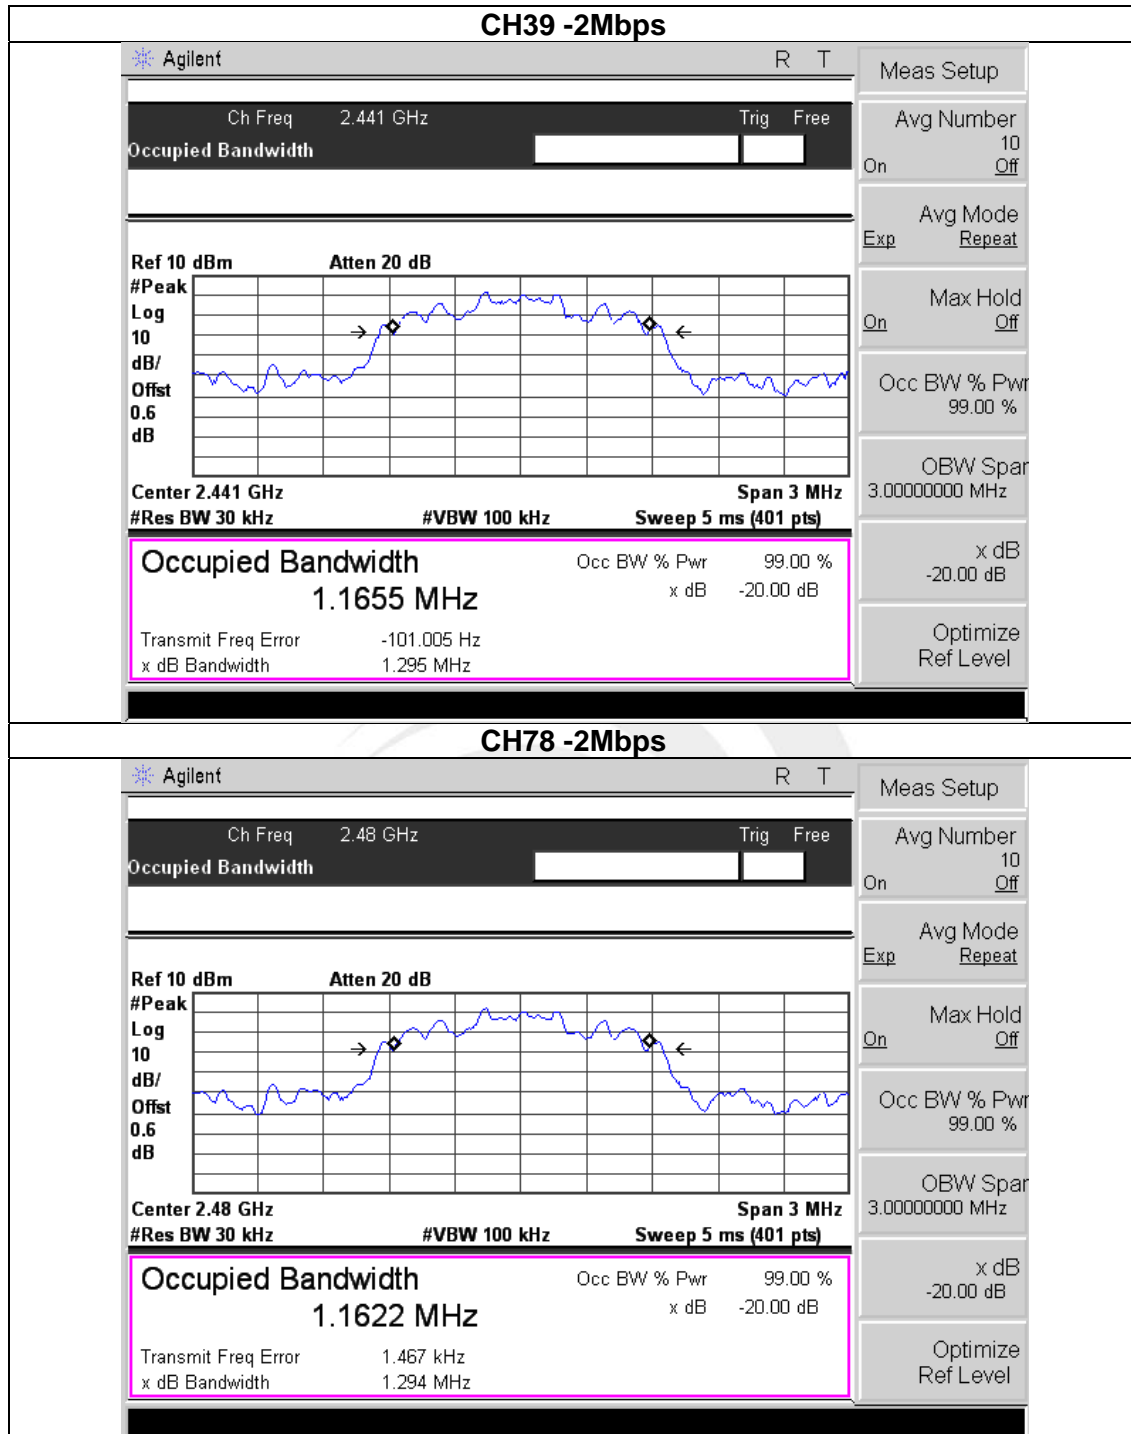 CH39 -2Mbps
Agilent R T
Meas Setup
Ch Freq 2.441 GHz Trig Free
Occupied Bandwidth
Avg Number
10
On Off
Avg Mode
Exp Repeat
Max Hold
On Off
Occ BW % Pwr
99.00 %
OBW Span
3.00000000 MHz
x dB
-20.00 dB
Optimize
Ref Level
Ref 10 dBm Atten 20 dB
#Peak
Log
10
dB/
Offst
0.6
dB
Center 2.441 GHz Span 3 MHz
#Res BW 30 kHz #VBW 100 kHz Sweep 5 ms (401 pts)
Occupied Bandwidth Occ BW % Pwr 99.00 %
1.1655 MHz x dB -20.00 dB
Transmit Freq Error -101.005 Hz
x dB Bandwidth 1.295 MHz
CH78 -2Mbps
Agilent R T
Meas Setup
Ch Freq 2.48 GHz Trig Free
Occupied Bandwidth
Avg Number
10
On Off
Avg Mode
Exp Repeat
Max Hold
On Off
Occ BW % Pwr
99.00 %
OBW Span
3.00000000 MHz
x dB
-20.00 dB
Optimize
Ref Level
Ref 10 dBm Atten 20 dB
#Peak
Log
10
dB/
Offst
0.6
dB
Center 2.48 GHz Span 3 MHz
#Res BW 30 kHz #VBW 100 kHz Sweep 5 ms (401 pts)
Occupied Bandwidth Occ BW % Pwr 99.00 %
1.1622 MHz x dB -20.00 dB
Transmit Freq Error 1.467 kHz
x dB Bandwidth 1.294 MHz